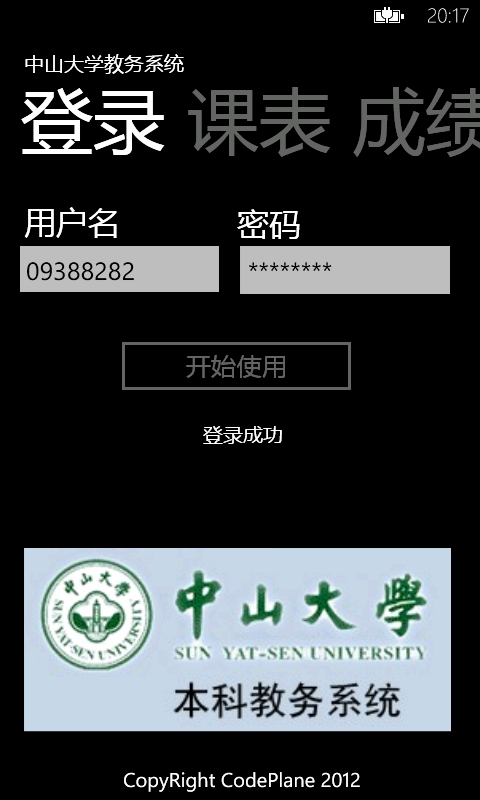 20:17
中山大学教务系统
登录 课表 成绩
用户名 密码
09388282 ********
开始使用
登录成功
中山大學
SUN YAT-SEN UNIVERSITY
本科教务系统
CopyRight CodePlane 2012